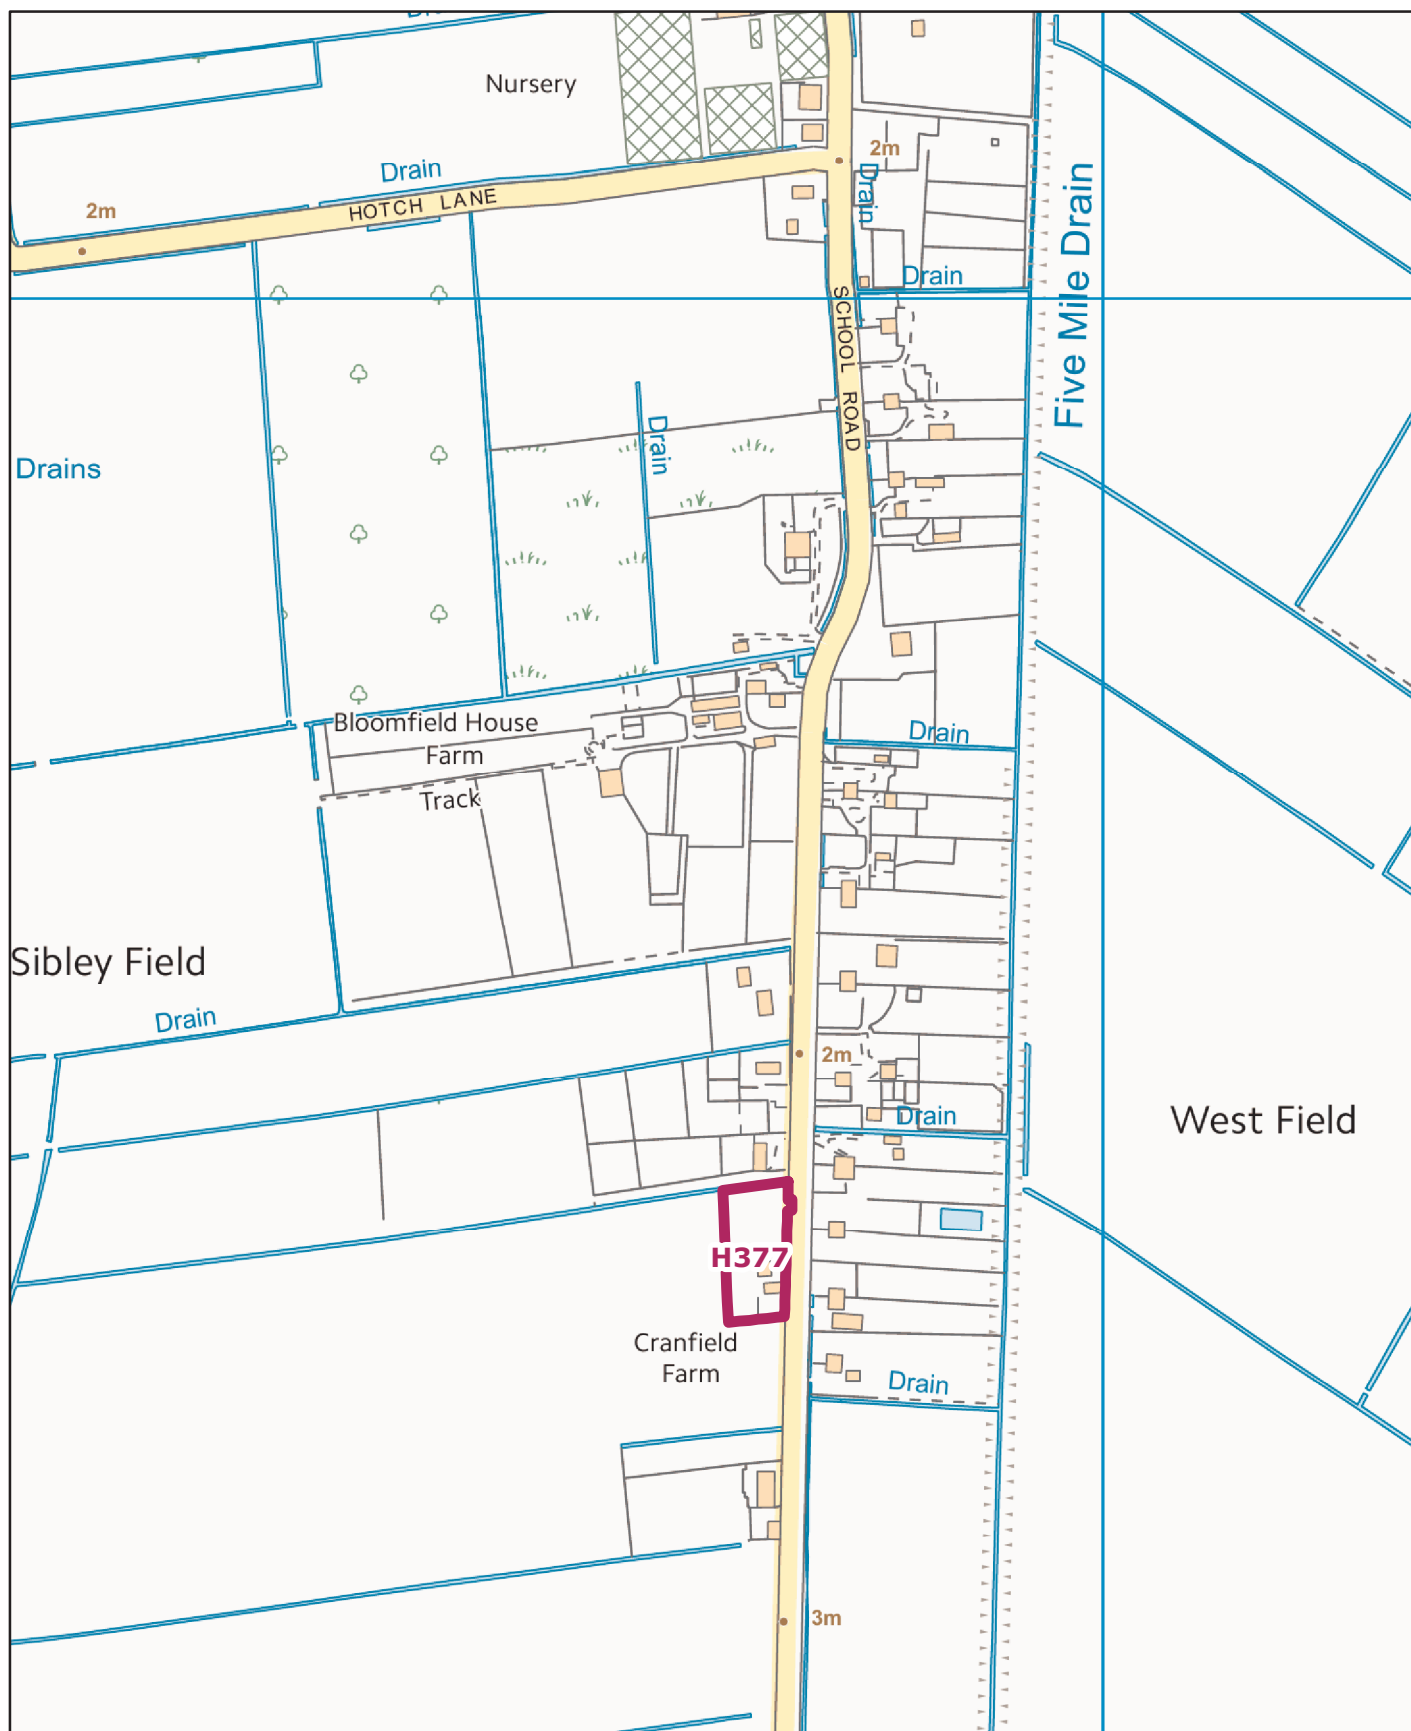 Nursery
2m
Drain
Drain
2m
HOTCH LANE
Five Mile Drain
Drain
SCHOOL ROAD
Drain
Drains
Bloomfield House
Farm
Drain
Track
Sibley Field
Drain
2m
Drain
West Field
H377
Cranfield
Farm
Drain
3m